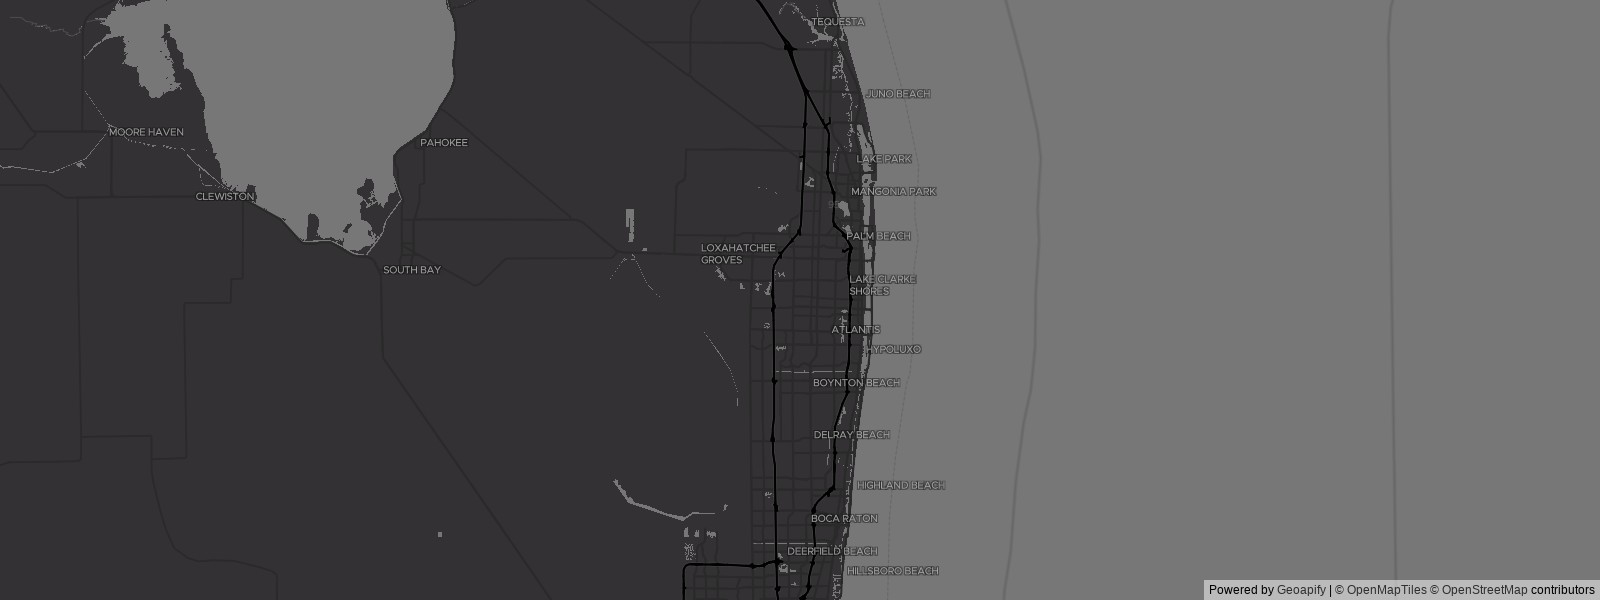 TEQUESTA
JUNO BEACH
MOORE HAVEN
PAHOKEE
LAKE PARK
MANGONIA PARK
CLEWISTON
95
PALM BEACH
LOXAHATCHEE
GROVES
SOUTH BAY
LAKE CLARKE
SHORES
ATLANTIS
HYPOLUXO
BOYNTON BEACH
DELRAY BEACH
HIGHLAND BEACH
BOCA RATON
DEERFIELD BEACH
HILLSBORO BEACH
Powered by Geoapify | © OpenMapTiles © OpenStreetMap contributors